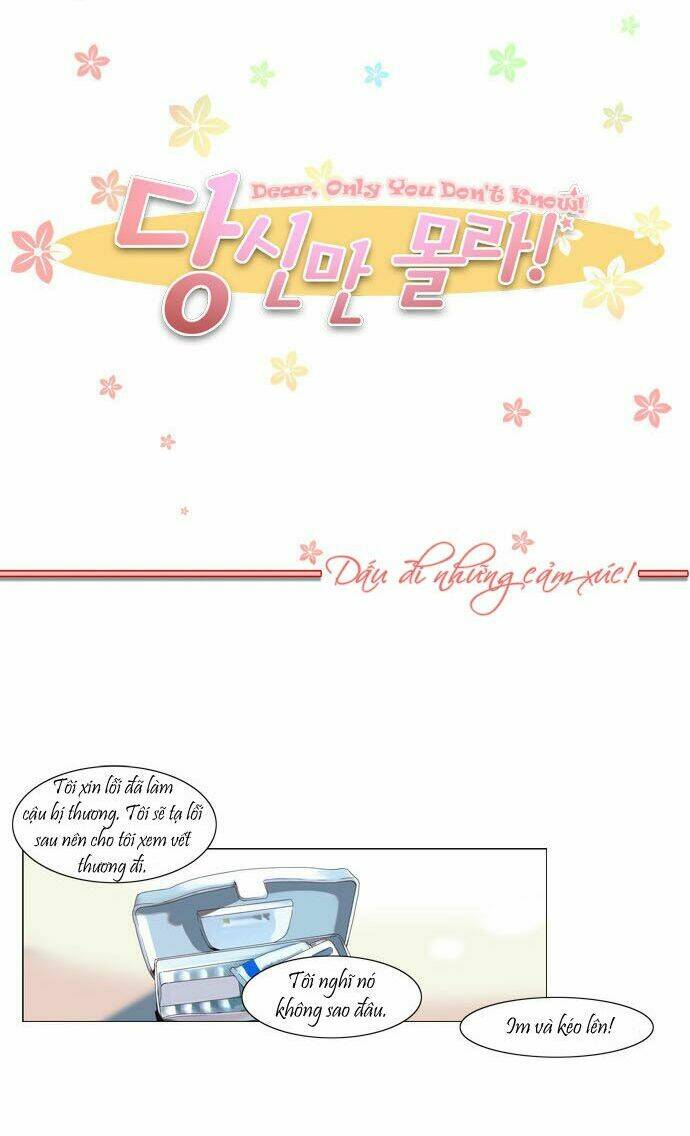 Dear, Only You Don't Know!
당신만 몰라!
Dấu đi những cảm xúc!
Tôi xin lỗi đã làm
cậu bị thương. Tôi sẽ tạ lỗi
sau nên cho tôi xem vết
thương đi.
Tôi nghĩ nó
không sao đâu.
Im và kéo lên!